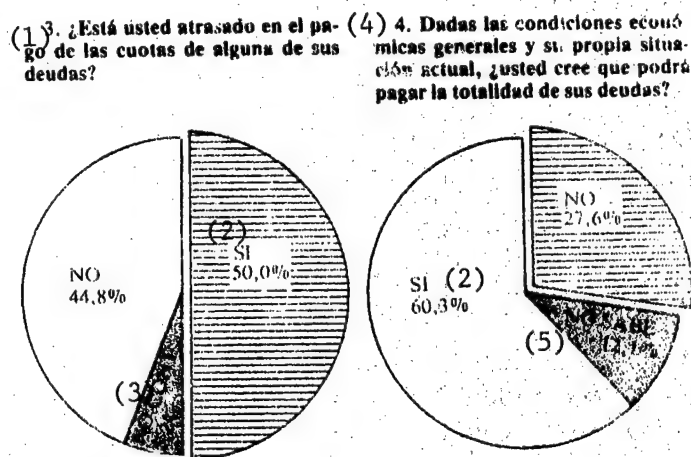 (1) 3. ¿Está usted atrasado en el pa-
go de las cuotas de alguna de sus
deudas?
(4) 4. Dadas las condiciones econó
micas generales y su propia situa-
ción actual, ¿usted cree que podrá
pagar la totalidad de sus deudas?
NO
44,8%
(2)
SI
50,0%
(3)
NO
27,6%
SI (2)
60,3%
(5)